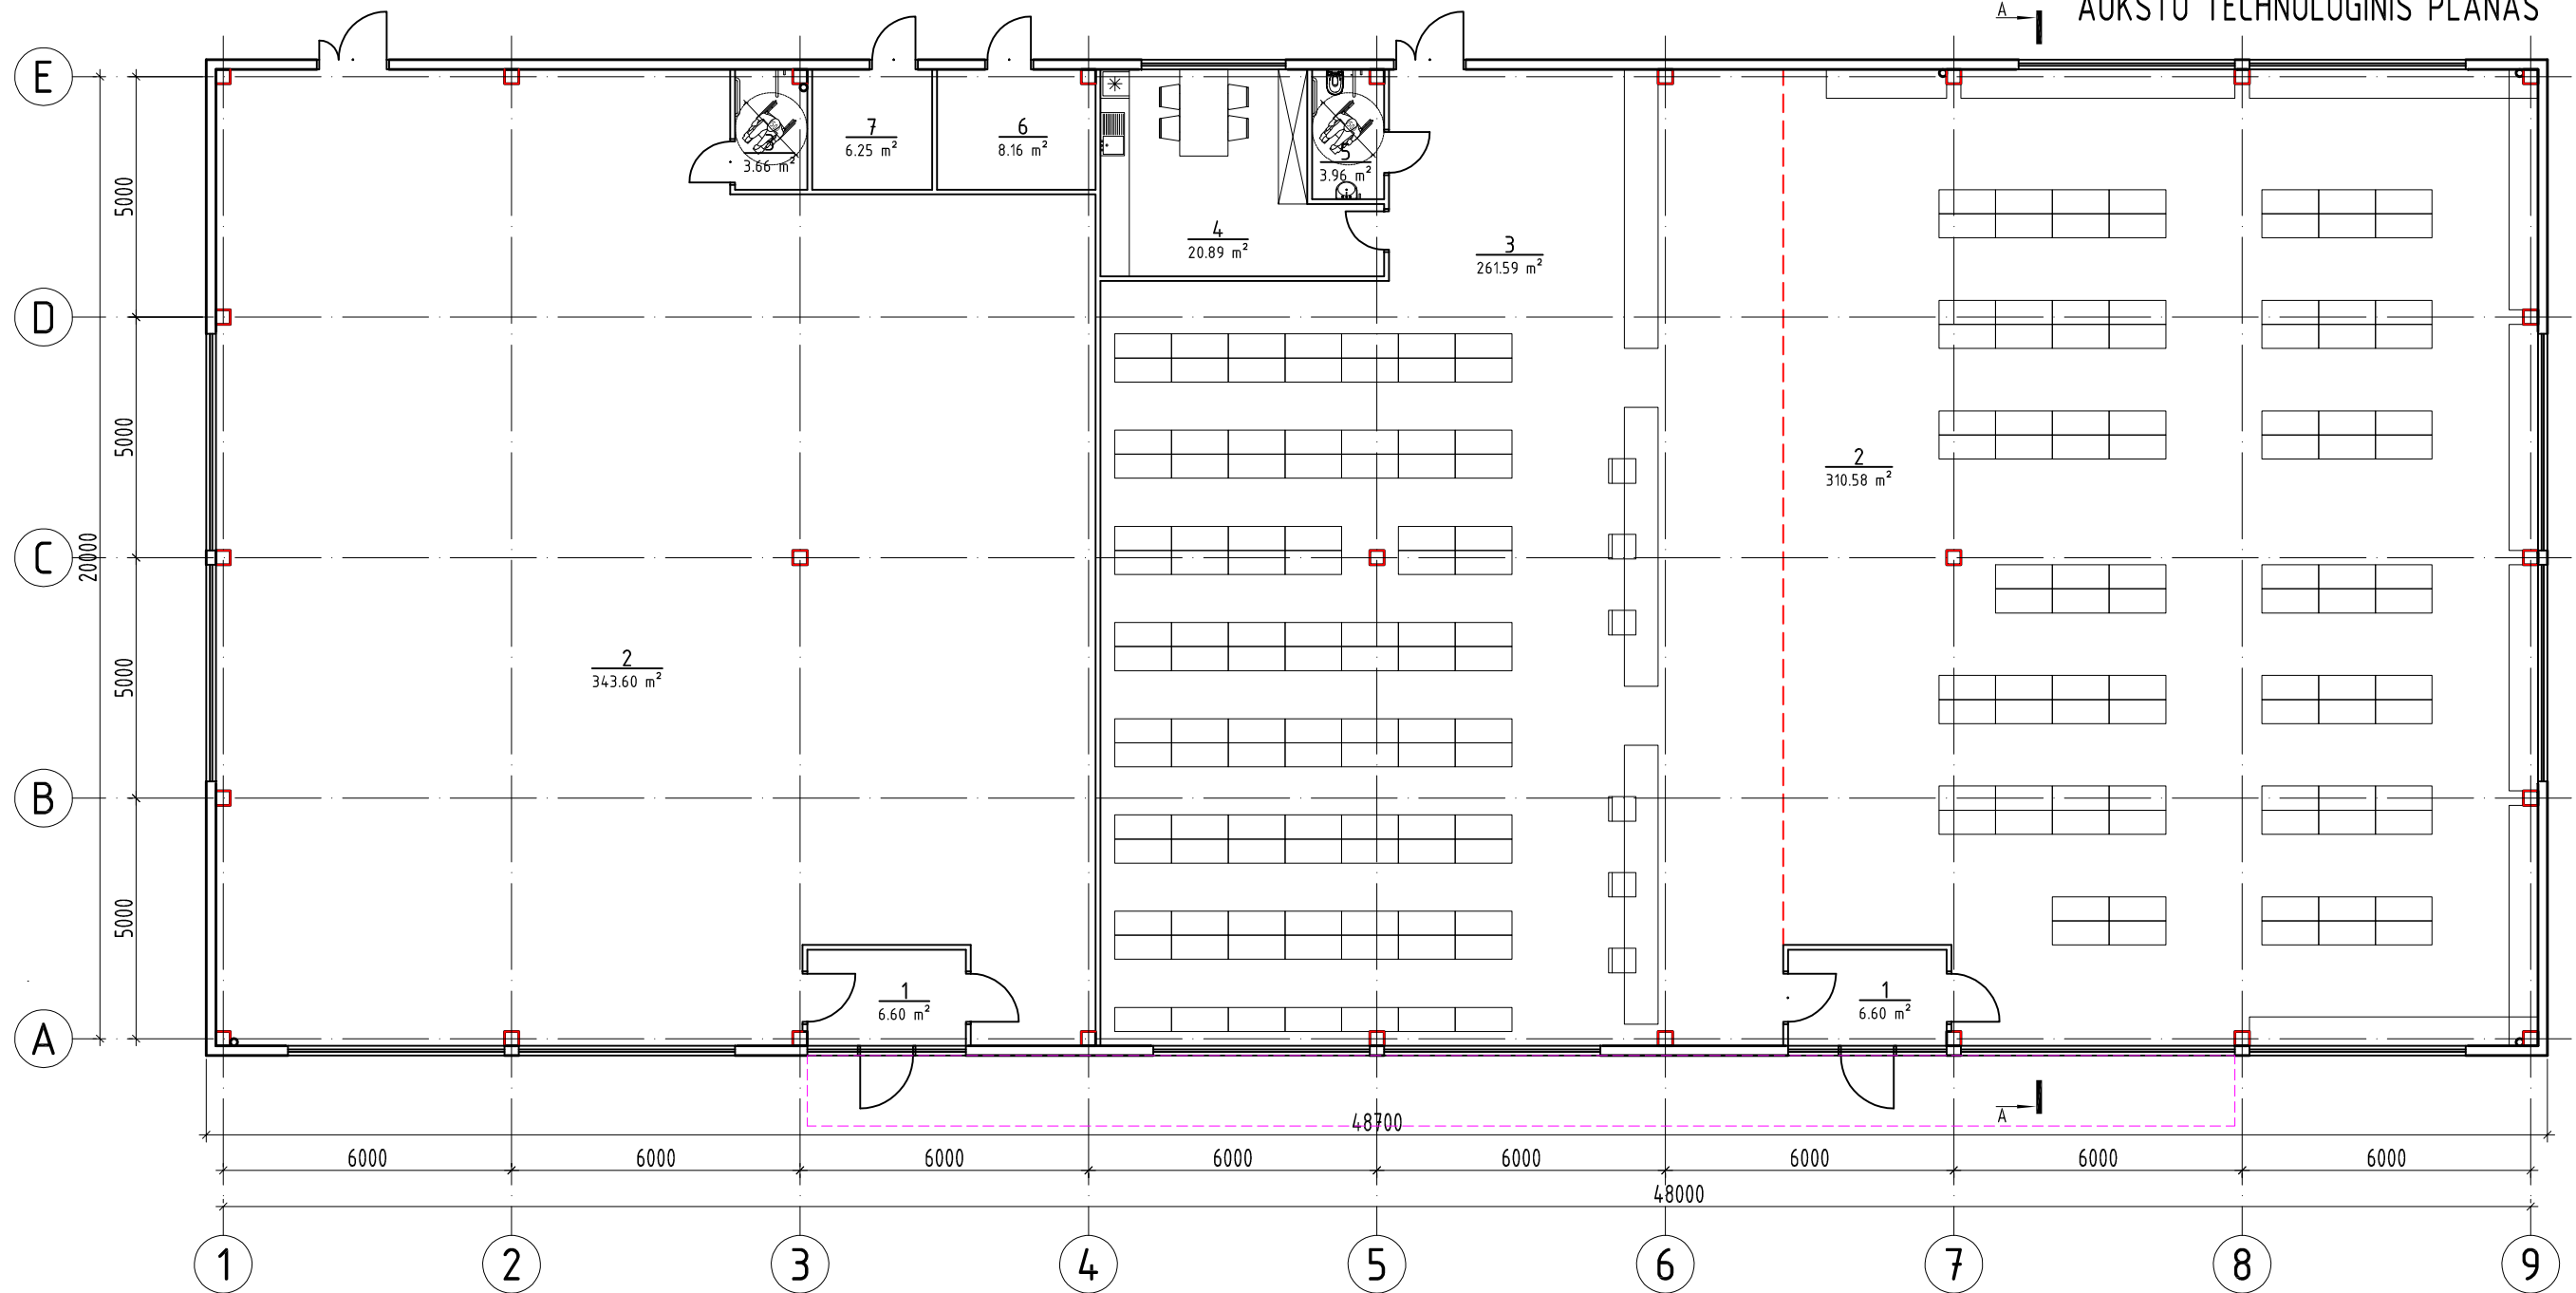 AUKŠTO TECHNOLOGINIS PLANAS
A
E
D
C
B
A
5000
5000
5000
5000
20000
3
3.66 m²
7
6.25 m²
6
8.16 m²
5
3.96 m²
4
20.89 m²
3
261.59 m²
2
310.58 m²
2
343.60 m²
1
6.60 m²
1
6.60 m²
A
48700
6000 6000 6000 6000 6000 6000 6000 6000
48000
1 2 3 4 5 6 7 8 9